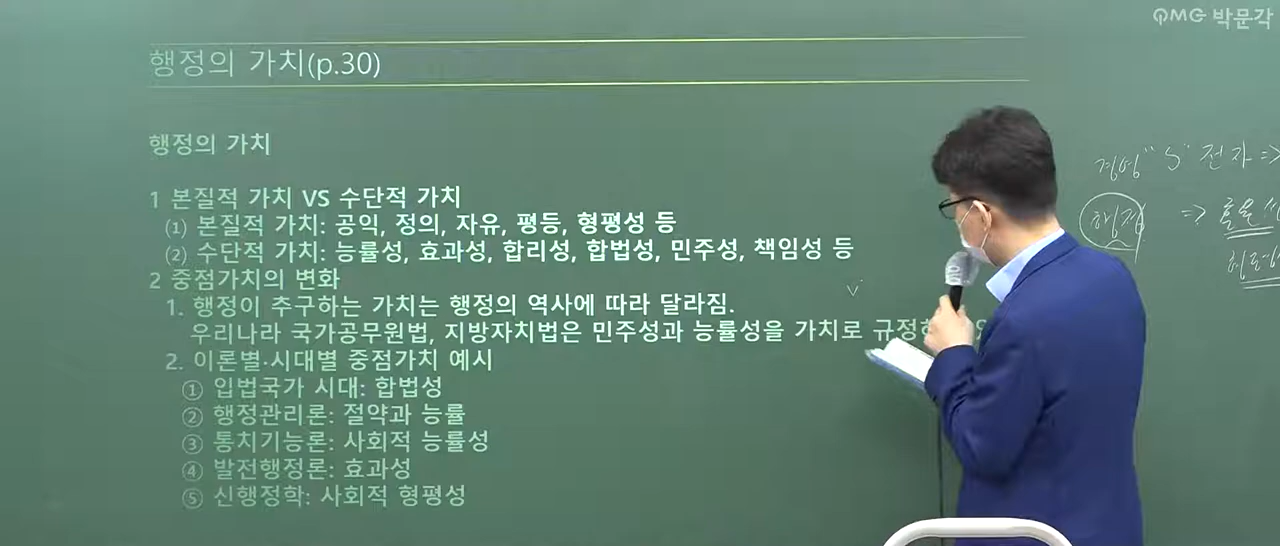 PMG 박문각
행정의 가치(p.30)
행정의 가치
1 본질적 가치 VS 수단적 가치
(1) 본질적 가치: 공익, 정의, 자유, 평등, 형평성 등
(2) 수단적 가치: 능률성, 효과성, 합리성, 합법성, 민주성, 책임성 등
2 중점가치의 변화
1. 행정이 추구하는 가치는 행정의 역사에 따라 달라짐.
우리나라 국가공무원법, 지방자치법은 민주성과 능률성을 가치로
2. 이론별·시대별 중점가치 예시
① 입법국가 시대: 합법성
② 행정관리론: 절약과 능률
③ 통치기능론: 사회적 능률성
④ 발전행정론: 효과성
⑤ 신행정학: 사회적 형평성
경영 "S" 전자 =>
행정 =>